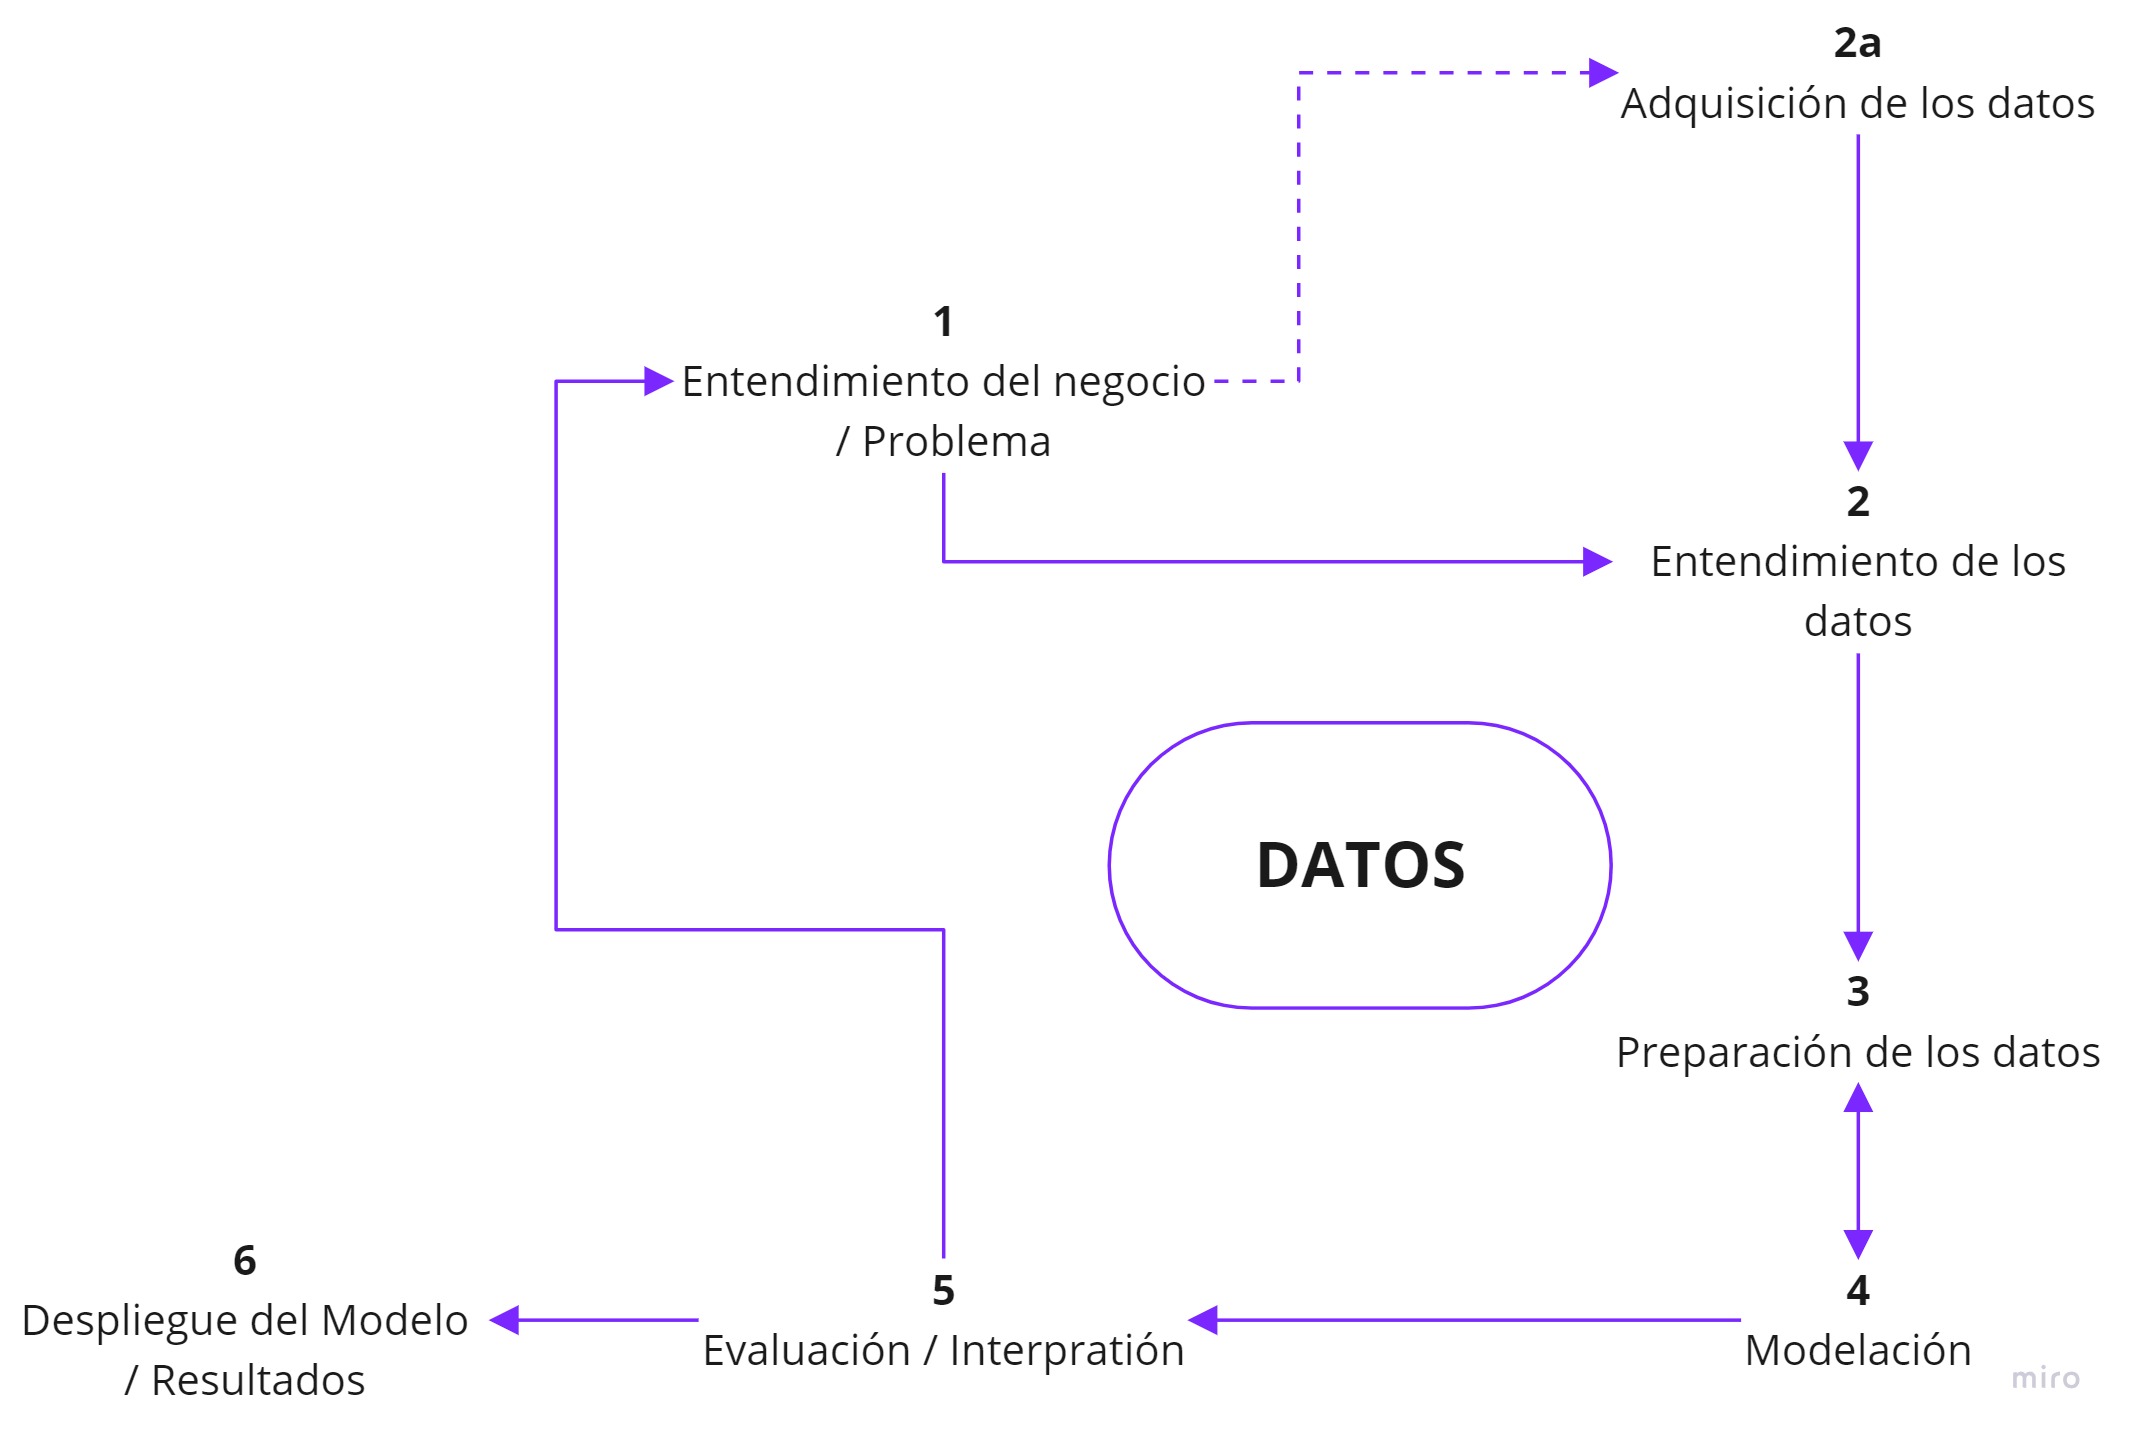 2a
Adquisición de los datos
1
Entendimiento del negocio
/ Problema
2
Entendimiento de los
datos
DATOS
3
Preparación de los datos
6
Despliegue del Modelo
/ Resultados
5
Evaluación / Interpratión
4
Modelación
miro